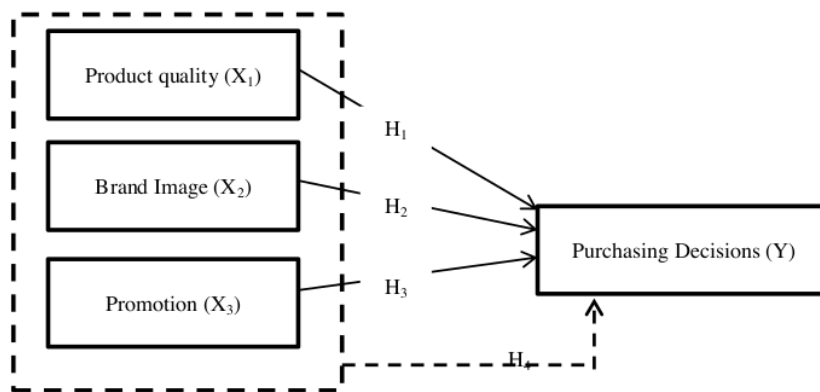 Product quality (X₁)
H₁
Brand Image (X₂)
H₂
Purchasing Decisions (Y)
H₃
Promotion (X₃)
H₄